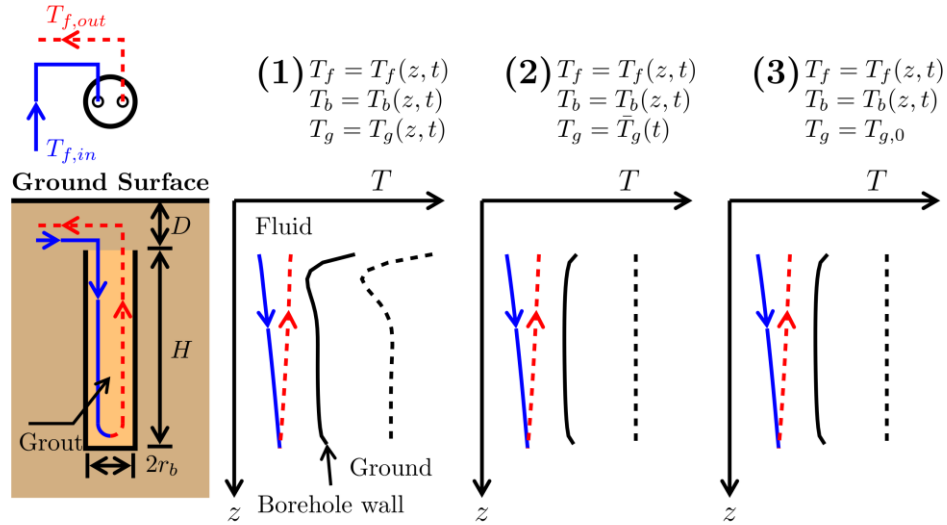 T_{f,out}
T_{f,in}
Ground Surface
D
H
Grout
2r_b
(1) T_f = T_f(z, t)
T_b = T_b(z, t)
T_g = T_g(z, t)
T
Fluid
Ground
Borehole wall
z
(2) T_f = T_f(z, t)
T_b = T_b(z, t)
T_g = \bar{T}_g(t)
T
z
(3) T_f = T_f(z, t)
T_b = T_b(z, t)
T_g = T_{g,0}
T
z